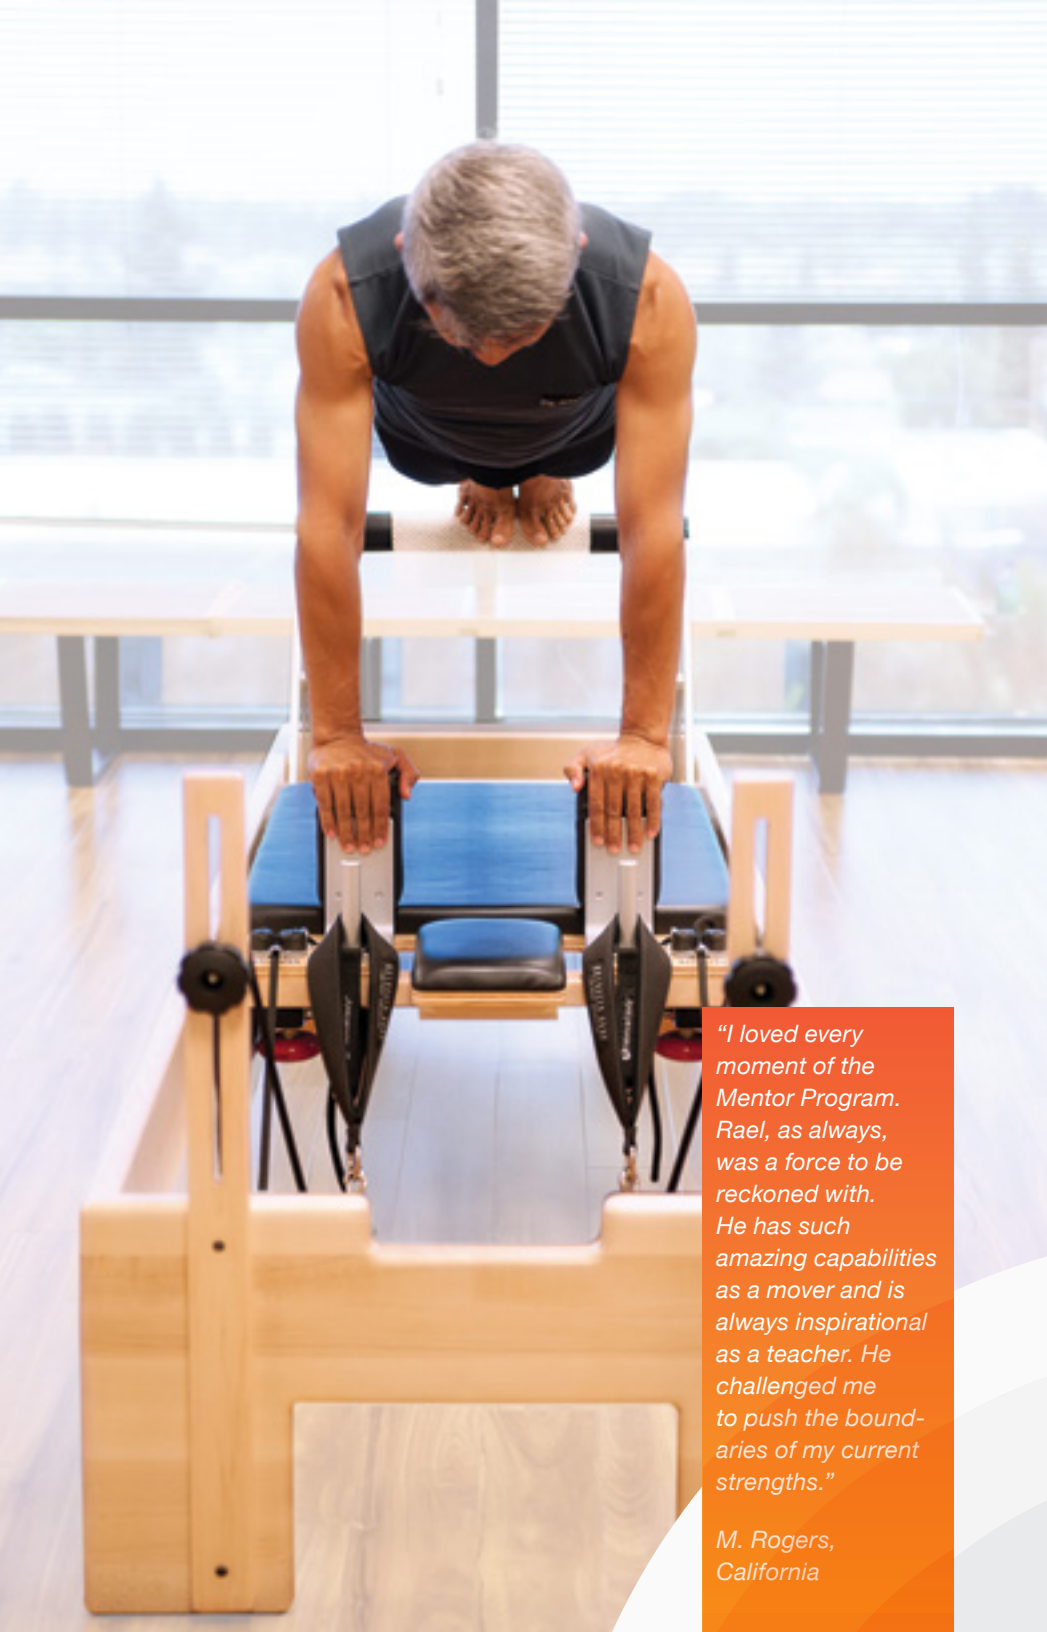 “I loved every
moment of the
Mentor Program.
Rael, as always,
was a force to be
reckoned with.
He has such
amazing capabilities
as a mover and is
always inspirational
as a teacher. He
challenged me
to push the bound-
aries of my current
strengths.”
M. Rogers,
California